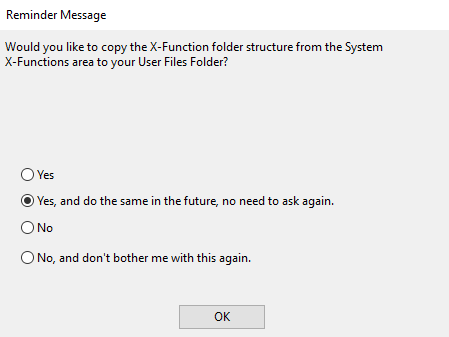 Reminder Message
Would you like to copy the X-Function folder structure from the System
X-Functions area to your User Files Folder?
Yes
Yes, and do the same in the future, no need to ask again.
No
No, and don't bother me with this again.
OK